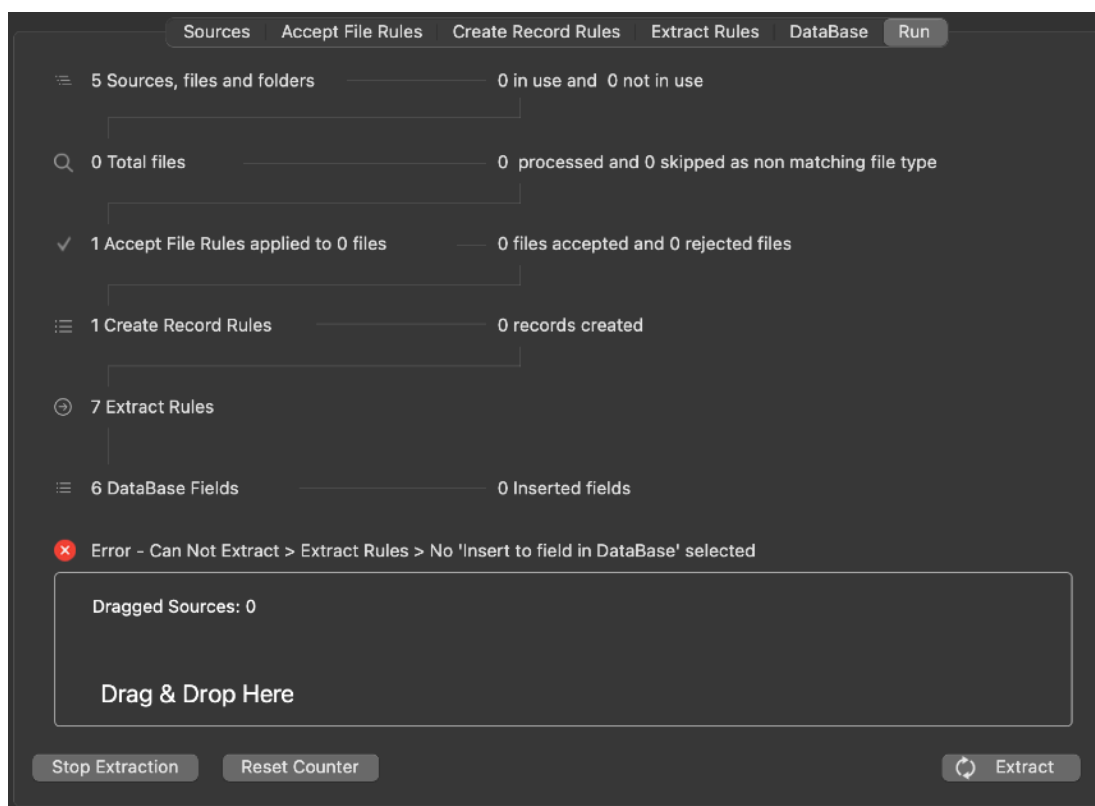 Sources Accept File Rules Create Record Rules Extract Rules DataBase Run
5 Sources, files and folders 0 in use and 0 not in use
0 Total files 0 processed and 0 skipped as non matching file type
1 Accept File Rules applied to 0 files 0 files accepted and 0 rejected files
1 Create Record Rules 0 records created
7 Extract Rules
6 DataBase Fields 0 Inserted fields
Error - Can Not Extract > Extract Rules > No 'Insert to field in DataBase' selected
Dragged Sources: 0
Drag & Drop Here
Stop Extraction Reset Counter Extract